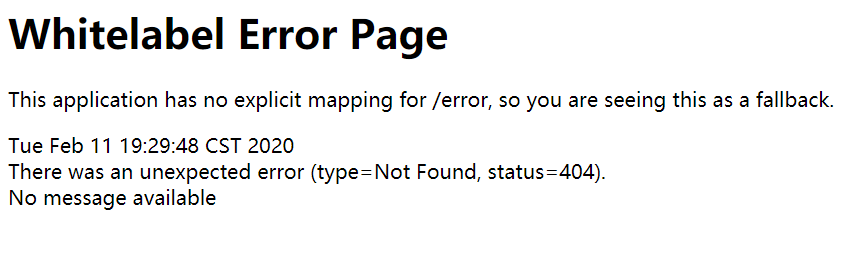 Whitelabel Error Page
This application has no explicit mapping for /error, so you are seeing this as a fallback.
Tue Feb 11 19:29:48 CST 2020
There was an unexpected error (type=Not Found, status=404).
No message available